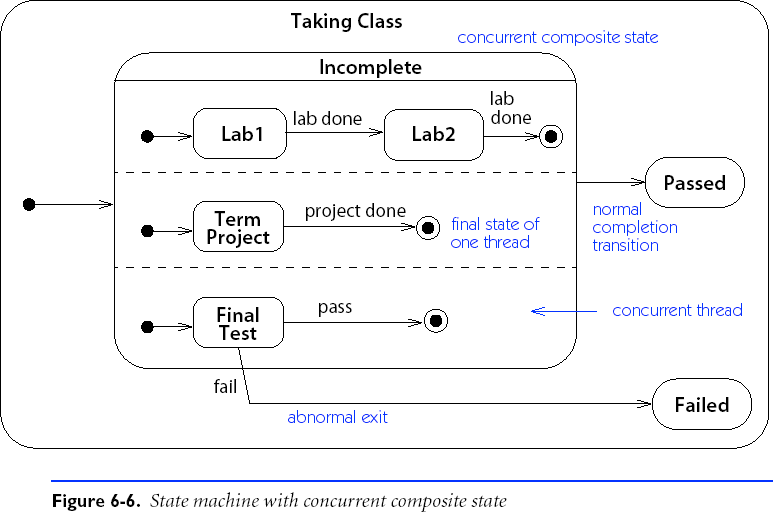 Taking Class
concurrent composite state
Incomplete
lab
done
Lab1
lab done
Lab2
Passed
Term
Project
project done
final state of
one thread
normal
completion
transition
Final
Test
pass
concurrent thread
fail
abnormal exit
Failed
Figure 6-6. State machine with concurrent composite state